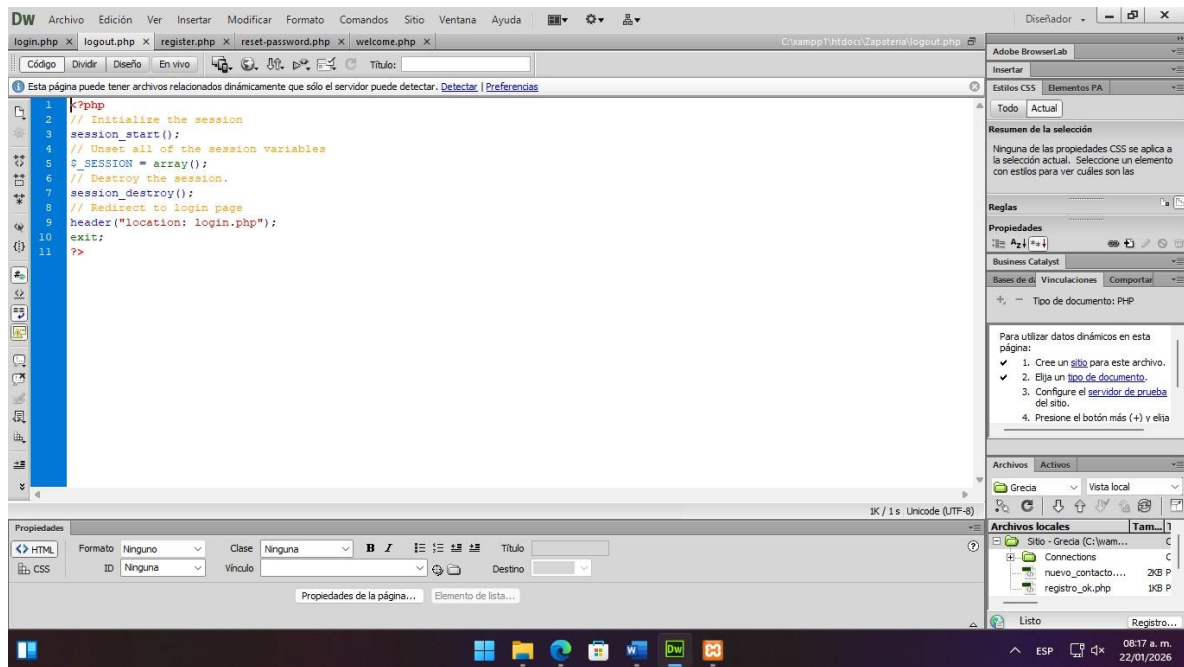 DW Archivo Edición Ver Insertar Modificar Formato Comandos Sitio Ventana Ayuda Diseñador
login.php × logout.php × register.php × reset-password.php × welcome.php × C:\xampp1\htdocs\Zapateria\logout.php
Código Dividir Diseño En vivo Título:
Esta página puede tener archivos relacionados dinámicamente que sólo el servidor puede detectar. Detectar | Preferencias
1 <?php
2 // Initialize the session
3 session_start();
4 // Unset all of the session variables
5 $_SESSION = array();
6 // Destroy the session.
7 session_destroy();
8 // Redirect to login page
9 header("location: login.php");
10 exit;
11 ?>
1K / 1 s Unicode (UTF-8)
Adobe BrowserLab
Insertar
Estilos CSS Elementos PA
Todo Actual
Resumen de la selección
Ninguna de las propiedades CSS se aplica a
la selección actual. Seleccione un elemento
con estilos para ver cuáles son las
Reglas
Propiedades
Business Catalyst
Bases de d Vinculaciones Comportar
Tipo de documento: PHP
Para utilizar datos dinámicos en esta
página:
1. Cree un sitio para este archivo.
2. Elija un tipo de documento.
3. Configure el servidor de prueba
del sitio.
4. Presione el botón más (+) y elija
Archivos Activos
Grecia Vista local
Archivos locales Tam...
Sitio - Grecia (C:\wam...
Connections
nuevo_contacto.... 2KB P
registro_ok.php 1KB P
Listo Registro...
Propiedades
<> HTML Formato Ninguno Clase Ninguna B I Título
CSS ID Ninguna Vínculo Destino
Propiedades de la página... Elemento de lista...
W Dw ESP 08:17 a. m.
22/01/2026